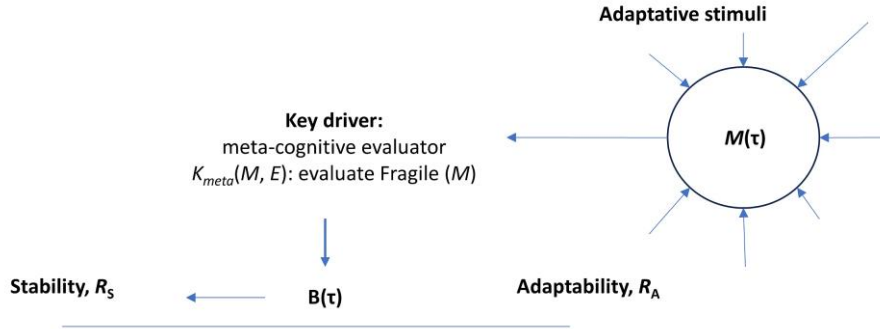 Adaptative stimuli
M(τ)
Key driver:
meta-cognitive evaluator
Kmeta(M, E): evaluate Fragile (M)
Stability, RS
B(τ)
Adaptability, RA